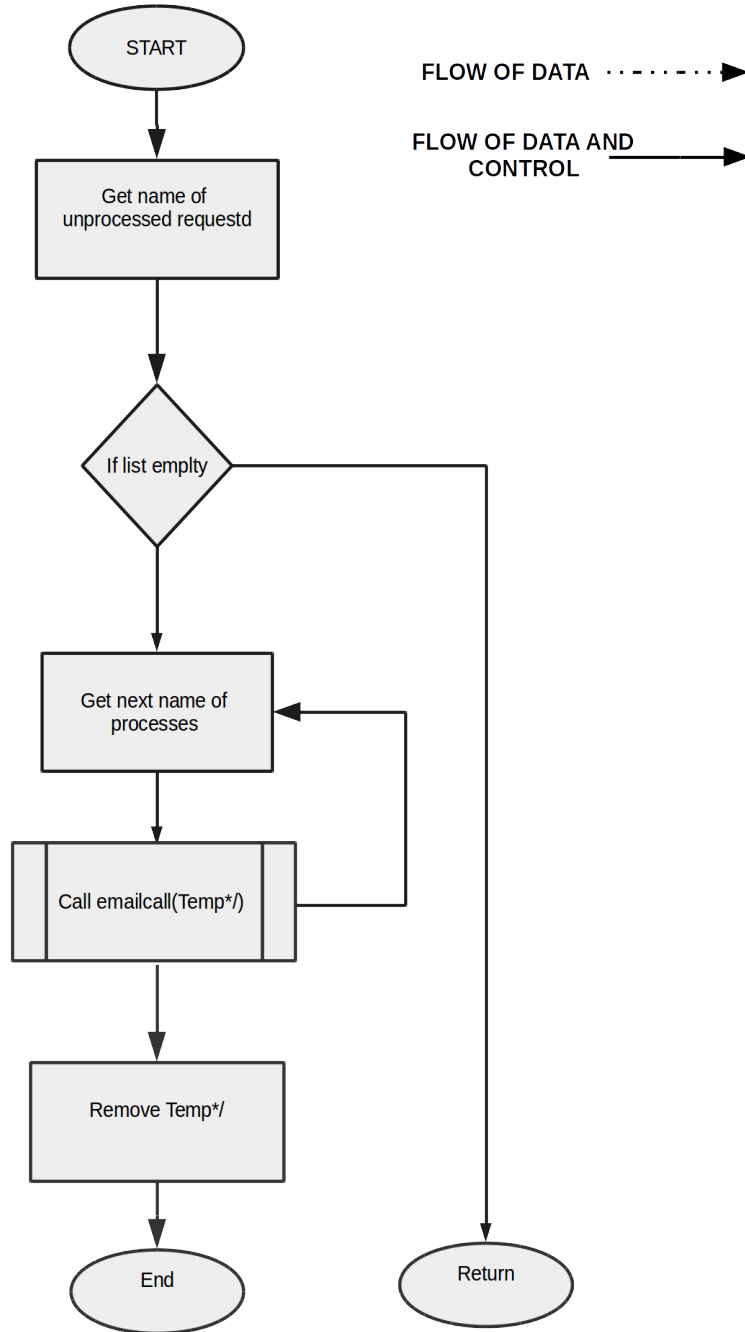 START
FLOW OF DATA
FLOW OF DATA AND
CONTROL
Get name of
unprocessed requestd
If list emplty
Get next name of
processes
Call emailcall(Temp*/)
Remove Temp*/
End
Return